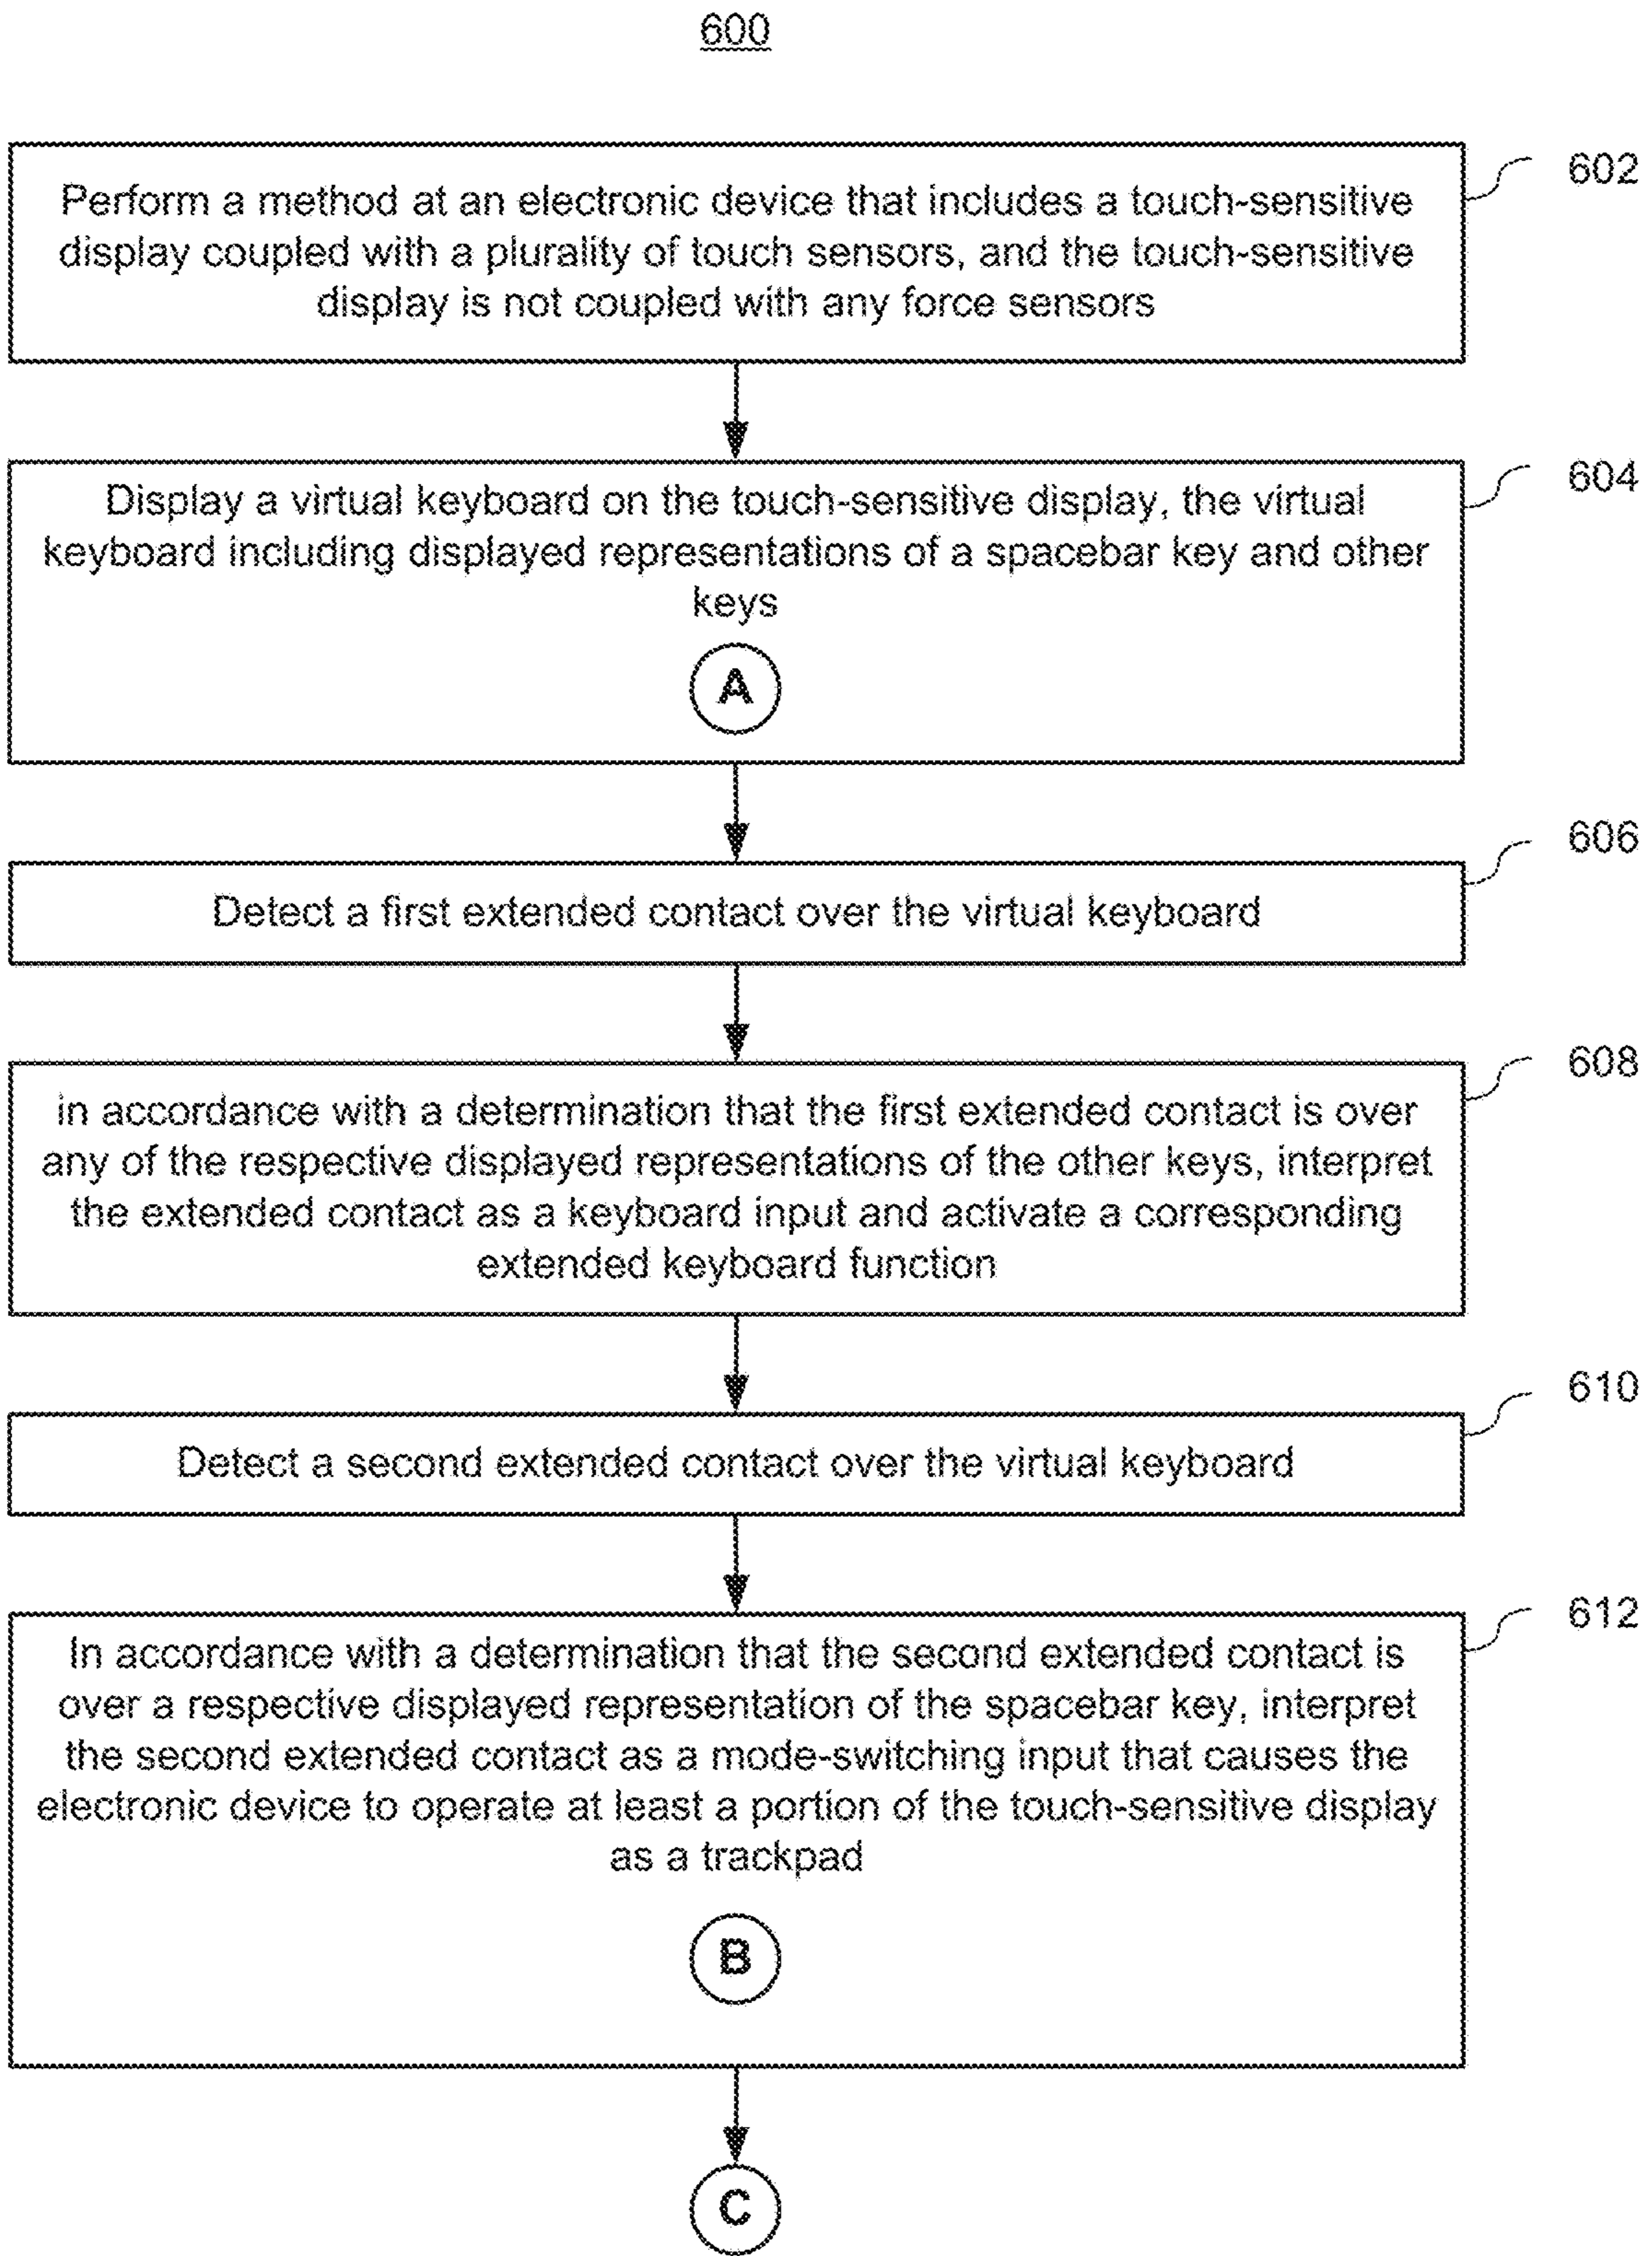 600
602
Perform a method at an electronic device that includes a touch-sensitive
display coupled with a plurality of touch sensors, and the touch-sensitive
display is not coupled with any force sensors
604
Display a virtual keyboard on the touch-sensitive display, the virtual
keyboard including displayed representations of a spacebar key and other
keys
A
606
Detect a first extended contact over the virtual keyboard
608
in accordance with a determination that the first extended contact is over
any of the respective displayed representations of the other keys, interpret
the extended contact as a keyboard input and activate a corresponding
extended keyboard function
610
Detect a second extended contact over the virtual keyboard
612
In accordance with a determination that the second extended contact is
over a respective displayed representation of the spacebar key, interpret
the second extended contact as a mode-switching input that causes the
electronic device to operate at least a portion of the touch-sensitive display
as a trackpad
B
C